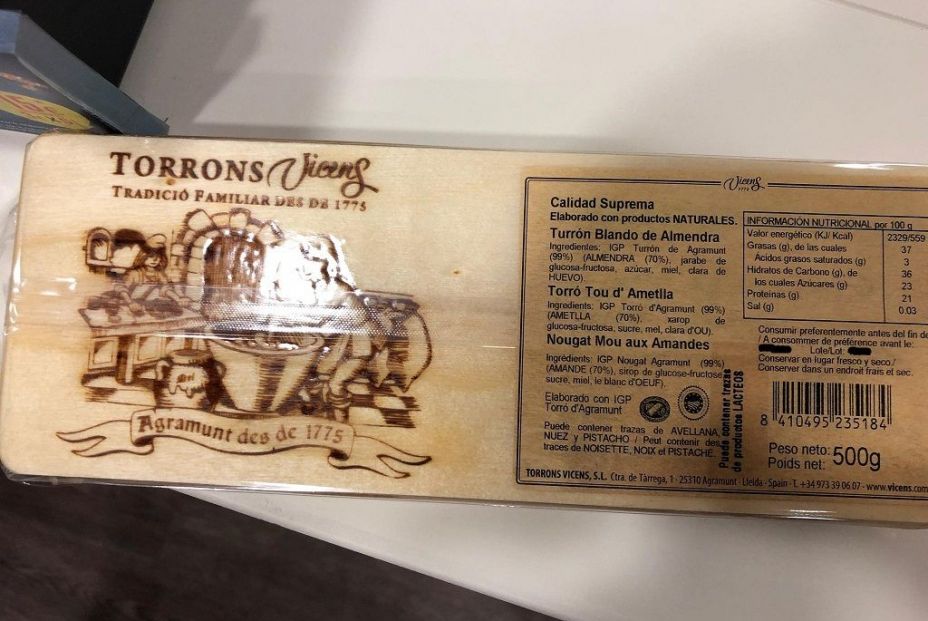 TORRONS Vicens
TRADICIÓ FAMILIAR DES DE 1775
Agramunt des de 1775
Vicens
Calidad Suprema
Elaborado con productos NATURALES.
Turrón Blando de Almendra
Ingredientes: IGP Turrón de Agramunt
(99%) (ALMENDRA (70%), jarabe de
glucosa-fructosa, azúcar, miel, clara de
HUEVO).
Torró Tou d' Ametlla
Ingredients: IGP Torró d'Agramunt (99%)
(AMETLLA (70%), xarop de
glucosa-fructosa, sucre, mel, clara d'OU).
Nougat Mou aux Amandes
Ingrédients: IGP Nougat Agramunt (99%)
(AMANDE (70%), sirop de glucose-fructose,
sucre, miel, le blanc d'OEUF).
Elaborado con IGP
Torró d'Agramunt
Puede contener trazas de AVELLANA,
NUEZ y PISTACHO / Peut contenir des
traces de NOISETTE, NOIX et PISTACHE.
Puede contener trazas
de productos LACTEOS
INFORMACIÓN NUTRICIONAL por 100 g
Valor energética (KJ/ Kcal) 2329/559
Grasas (g), de las cuales 37
Ácidos grasos saturados (g) 3
Hidratos de Carbono (g), de 36
los cuales Azúcares (g) 23
Proteínas (g) 21
Sal (g) 0.03
Consumir preferentemente antes del fin de
/ A consommer de préférence avant le:
Lote/Lot:
Conservar en lugar fresco y seco./
Conserver dans un endroit frais et sec.
8 410495 235184
Peso neto: 500g
Poids net:
TORRONS VICENS, S.L. Ctra. de Tàrrega, 1 - 25310 Agramunt - Lleida - Spain - T. +34 973 39 06 07 - www.vicens.com